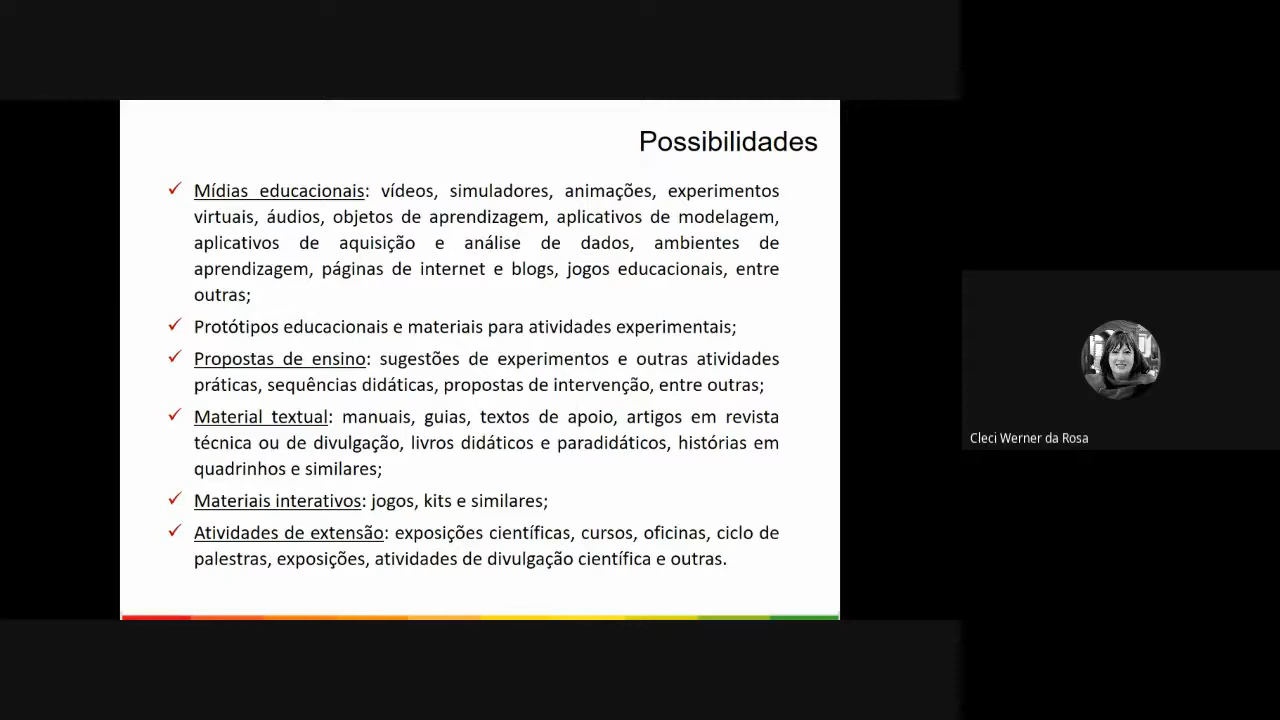 Possibilidades
✓ Mídias educacionais: vídeos, simuladores, animações, experimentos
virtuais, áudios, objetos de aprendizagem, aplicativos de modelagem,
aplicativos de aquisição e análise de dados, ambientes de
aprendizagem, páginas de internet e blogs, jogos educacionais, entre
outras;
✓ Protótipos educacionais e materiais para atividades experimentais;
✓ Propostas de ensino: sugestões de experimentos e outras atividades
práticas, sequências didáticas, propostas de intervenção, entre outras;
✓ Material textual: manuais, guias, textos de apoio, artigos em revista
técnica ou de divulgação, livros didáticos e paradidáticos, histórias em
quadrinhos e similares;
✓ Materiais interativos: jogos, kits e similares;
✓ Atividades de extensão: exposições científicas, cursos, oficinas, ciclo de
palestras, exposições, atividades de divulgação científica e outras.
Cleci Werner da Rosa